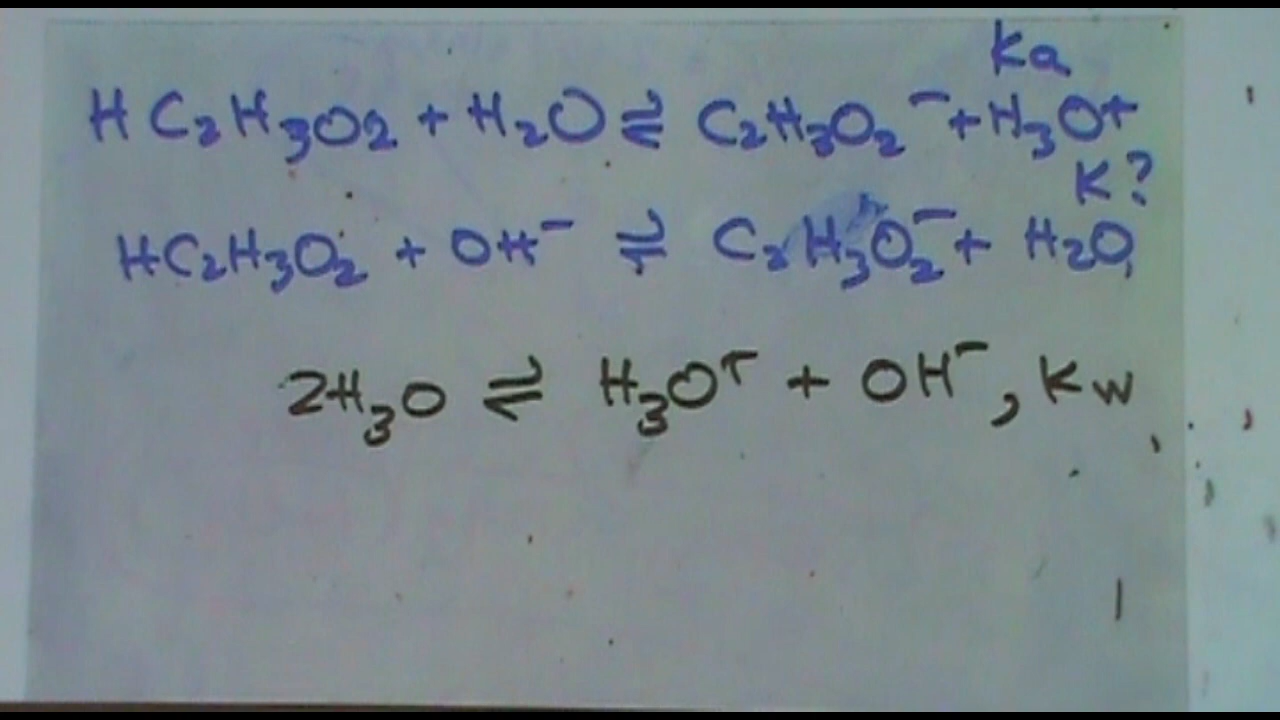 Ka
HC₂H₃O₂ + H₂O ⇌ C₂H₃O₂⁻ + H₃O+
K?
HC₂H₃O₂ + OH⁻ ⇌ C₂H₃O₂⁻ + H₂O
2H₃O ⇌ H₃O⁺ + OH⁻, Kw